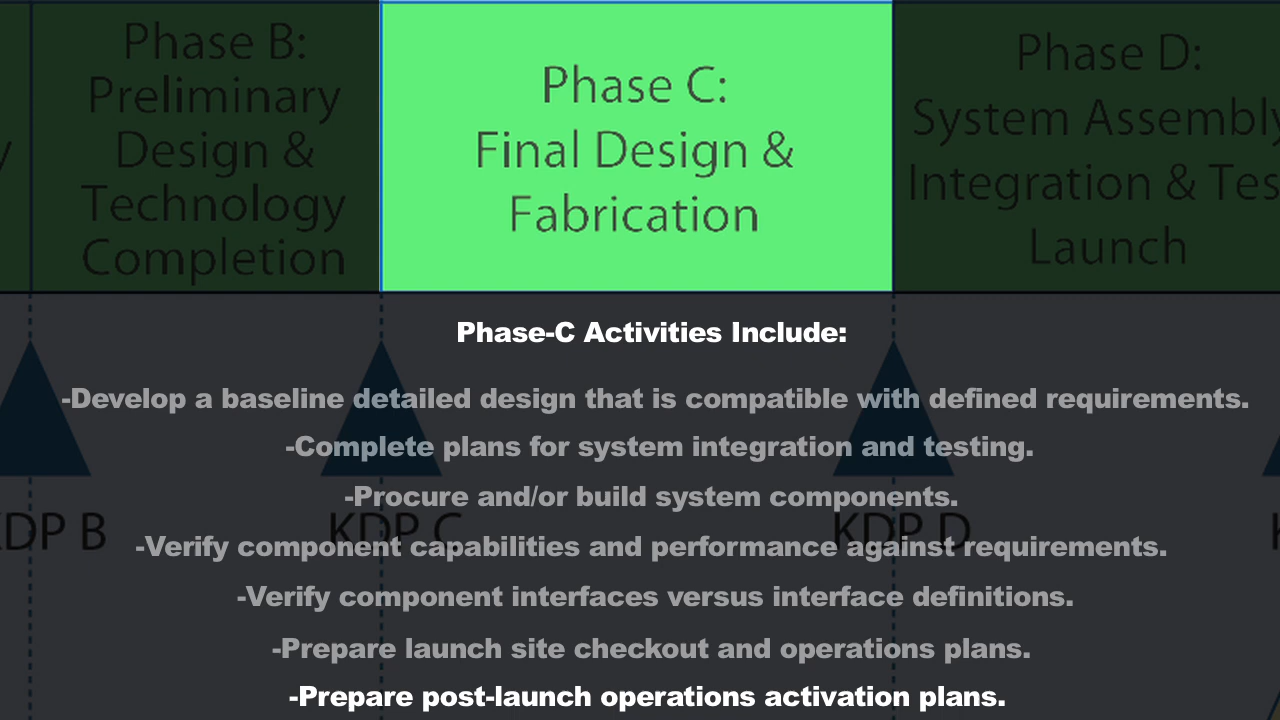 Phase B:
Preliminary
Design &
Technology
Completion
Phase C:
Final Design &
Fabrication
Phase D:
System Assembly
Integration & Tes
Launch
Phase-C Activities Include:
-Develop a baseline detailed design that is compatible with defined requirements.
-Complete plans for system integration and testing.
-Procure and/or build system components.
KDP B
KDP C
KDP D
-Verify component capabilities and performance against requirements.
-Verify component interfaces versus interface definitions.
-Prepare launch site checkout and operations plans.
-Prepare post-launch operations activation plans.